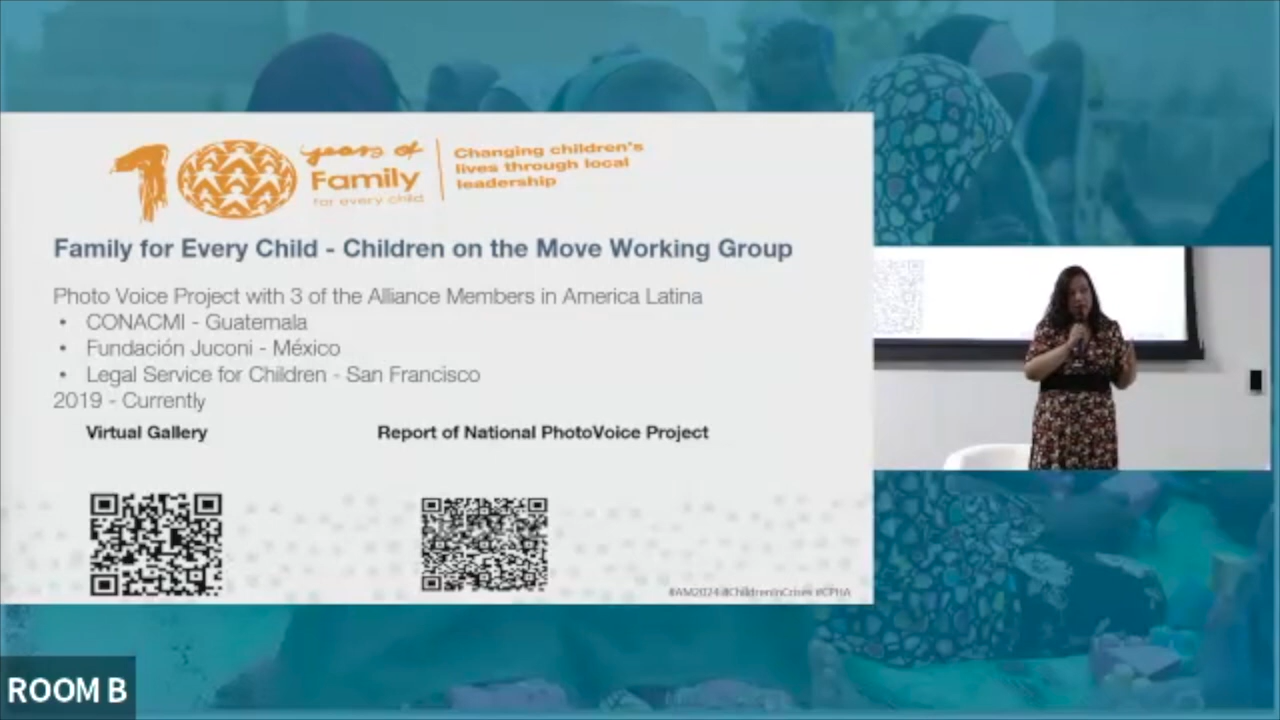 10 years of
Family
for every child
Changing children's
lives through local
leadership
Family for Every Child - Children on the Move Working Group
Photo Voice Project with 3 of the Alliance Members in America Latina
• CONACMI - Guatemala
• Fundación Juconi - México
• Legal Service for Children - San Francisco
2019 - Currently
Virtual Gallery
Report of National PhotoVoice Project
#AM2024 #ChildrenInCrises #CPHA
ROOM B